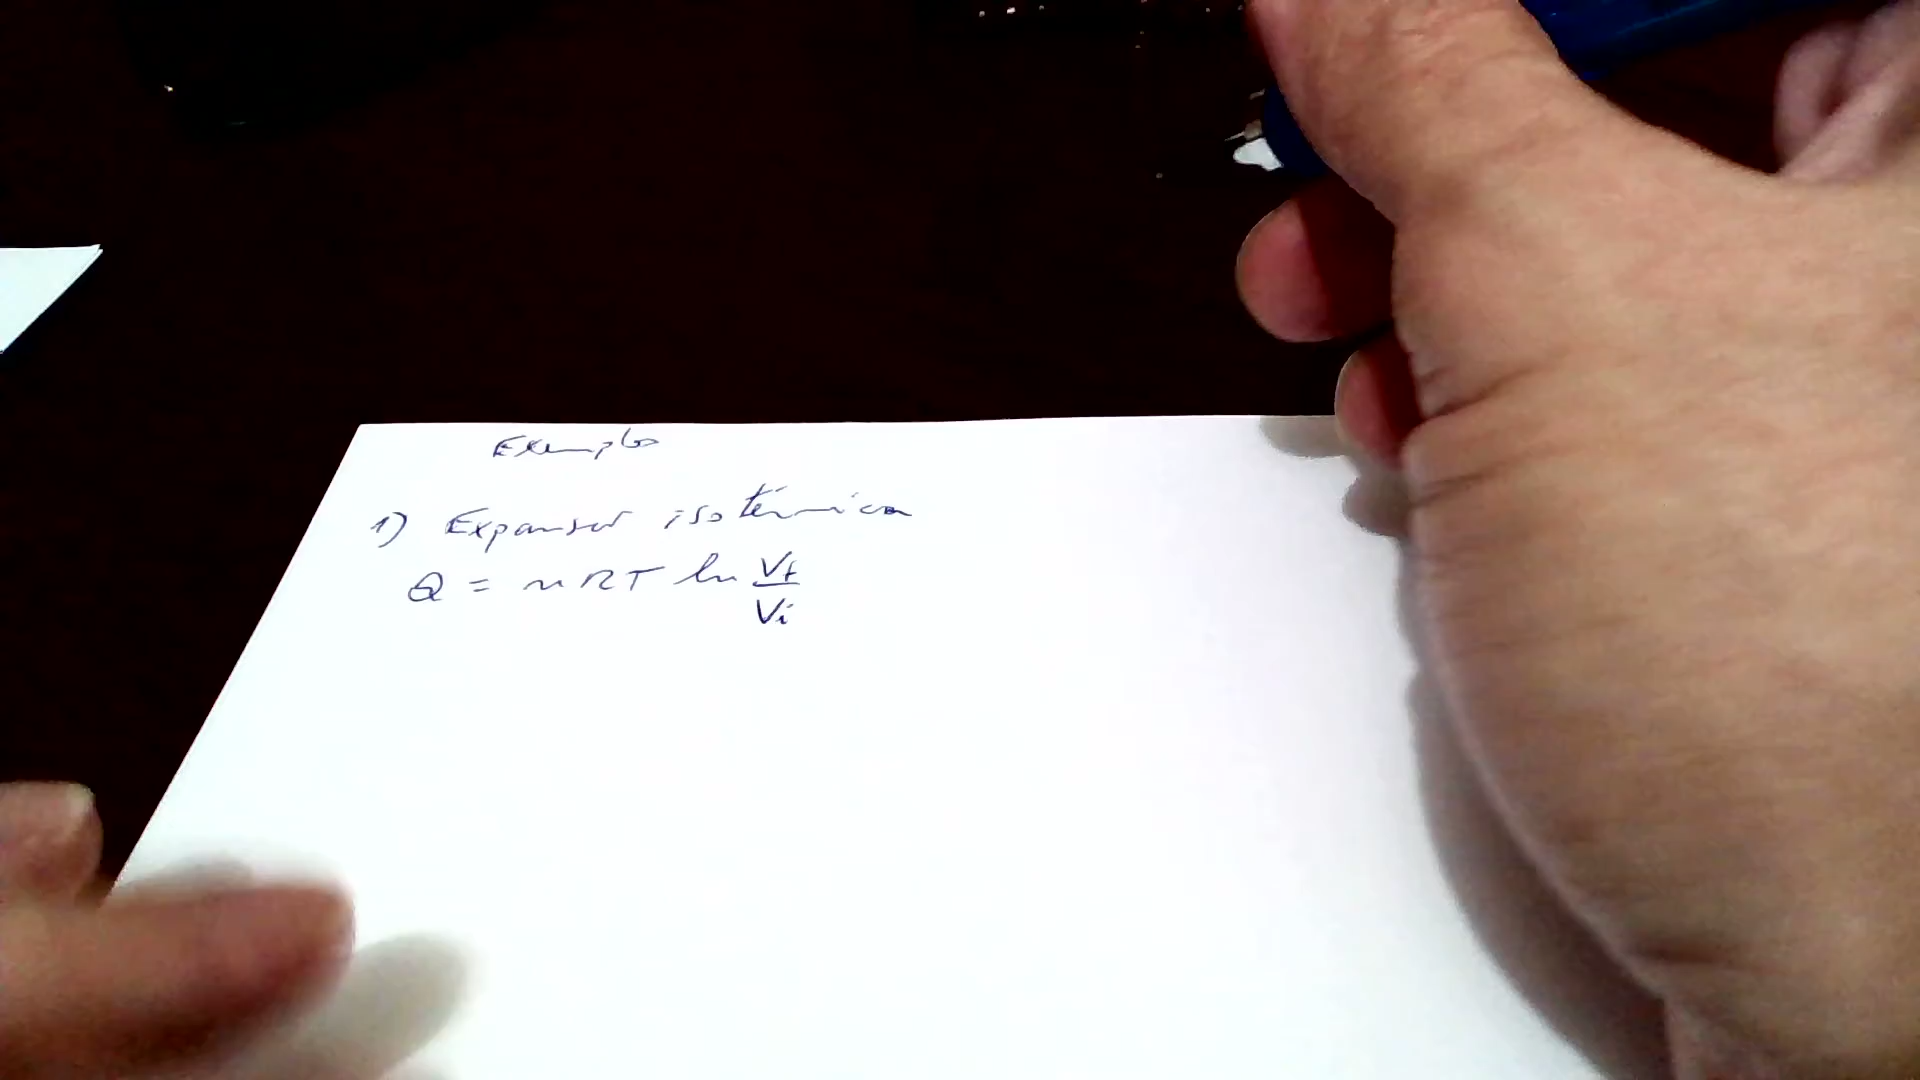 Exemplo
1) Expansão isotérmica
Q = nRT ln Vf/Vi